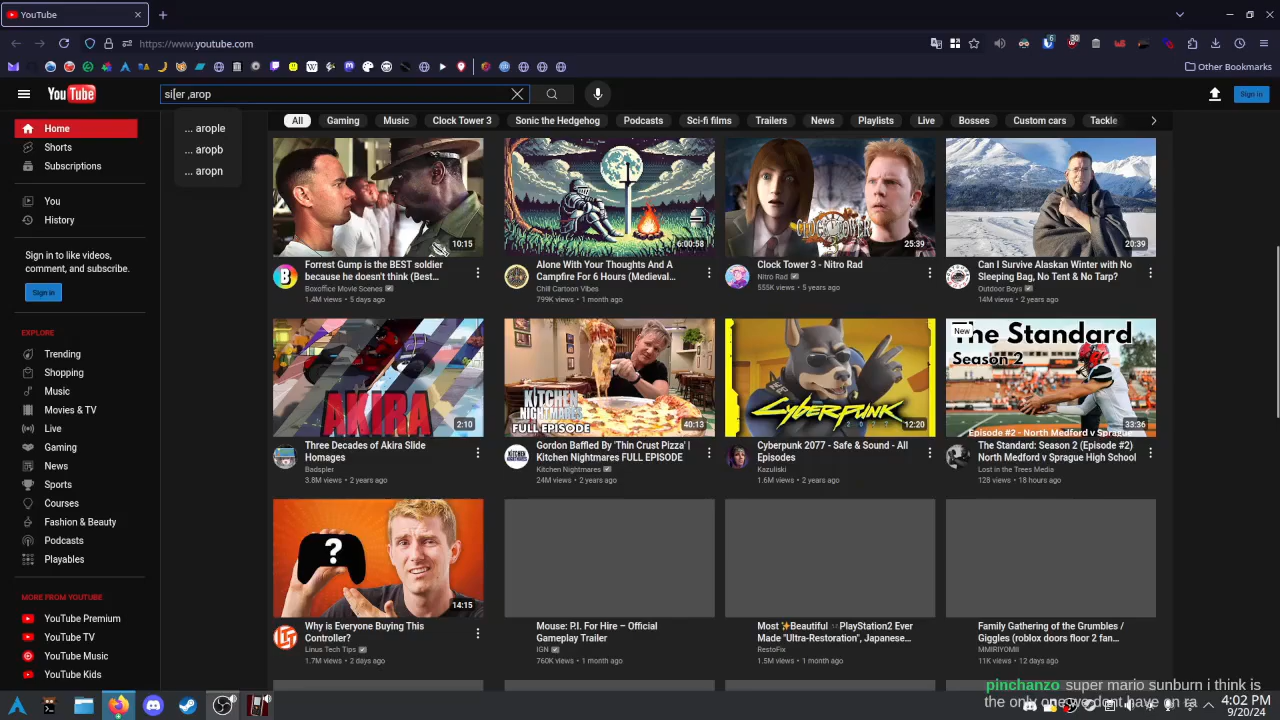 YouTube
https://www.youtube.com
6
30
Other Bookmarks
YouTube
siler ,arop
Sign in
... arople
... aropb
... aropn
Home
Shorts
Subscriptions
You
History
Sign in to like videos,
comment, and subscribe.
Sign in
EXPLORE
Trending
Shopping
Music
Movies & TV
Live
Gaming
News
Sports
Courses
Fashion & Beauty
Podcasts
Playables
MORE FROM YOUTUBE
YouTube Premium
YouTube TV
YouTube Music
YouTube Kids
All
Gaming
Music
Clock Tower 3
Sonic the Hedgehog
Podcasts
Sci-fi films
Trailers
News
Playlists
Live
Bosses
Custom cars
Tackle
10:15
Forrest Gump is the BEST soldier
because he doesn't think (Best...
Boxoffice Movie Scenes
1.4M views • 5 days ago
6:00:58
Alone With Your Thoughts And A
Campfire For 6 Hours (Medieval...
Chill Cartoon Vibes
799K views • 1 month ago
CLOCK TOWER
25:39
Clock Tower 3 - Nitro Rad
Nitro Rad
555K views • 5 years ago
20:39
Can I Survive Alaskan Winter with No
Sleeping Bag, No Tent & No Tarp?
Outdoor Boys
14M views • 2 years ago
AKIRA
2:10
Three Decades of Akira Slide
Homages
Badspler
3.8M views • 2 years ago
KITCHEN
NIGHTMARES
FULL EPISODE
40:13
Gordon Baffled By 'Thin Crust Pizza' |
Kitchen Nightmares FULL EPISODE
Kitchen Nightmares
24M views • 2 years ago
CYBERPUNK
2077
12:20
Cyberpunk 2077 - Safe & Sound - All
Episodes
Kazuliski
1.6M views • 2 years ago
New
The Standard
Season 2
Episode #2 - North Medford v Sprague
33:36
The Standard: Season 2 (Episode #2)
North Medford v Sprague High School
Lost in the Trees Media
128 views • 18 hours ago
?
14:15
Why is Everyone Buying This
Controller?
Linus Tech Tips
1.7M views • 2 days ago
Mouse: P.I. For Hire – Official
Gameplay Trailer
IGN
760K views • 1 month ago
Most ✨Beautiful PlayStation2 Ever
Made "Ultra-Restoration", Japanese...
RestoFix
1.5M views • 1 month ago
Family Gathering of the Grumbles /
Giggles (roblox doors floor 2 fan...
MMIRIYOMII
11K views • 12 days ago
pinchanzo super mario sunburn i think is
the only one we dont have on ra
4:02 PM
9/20/24